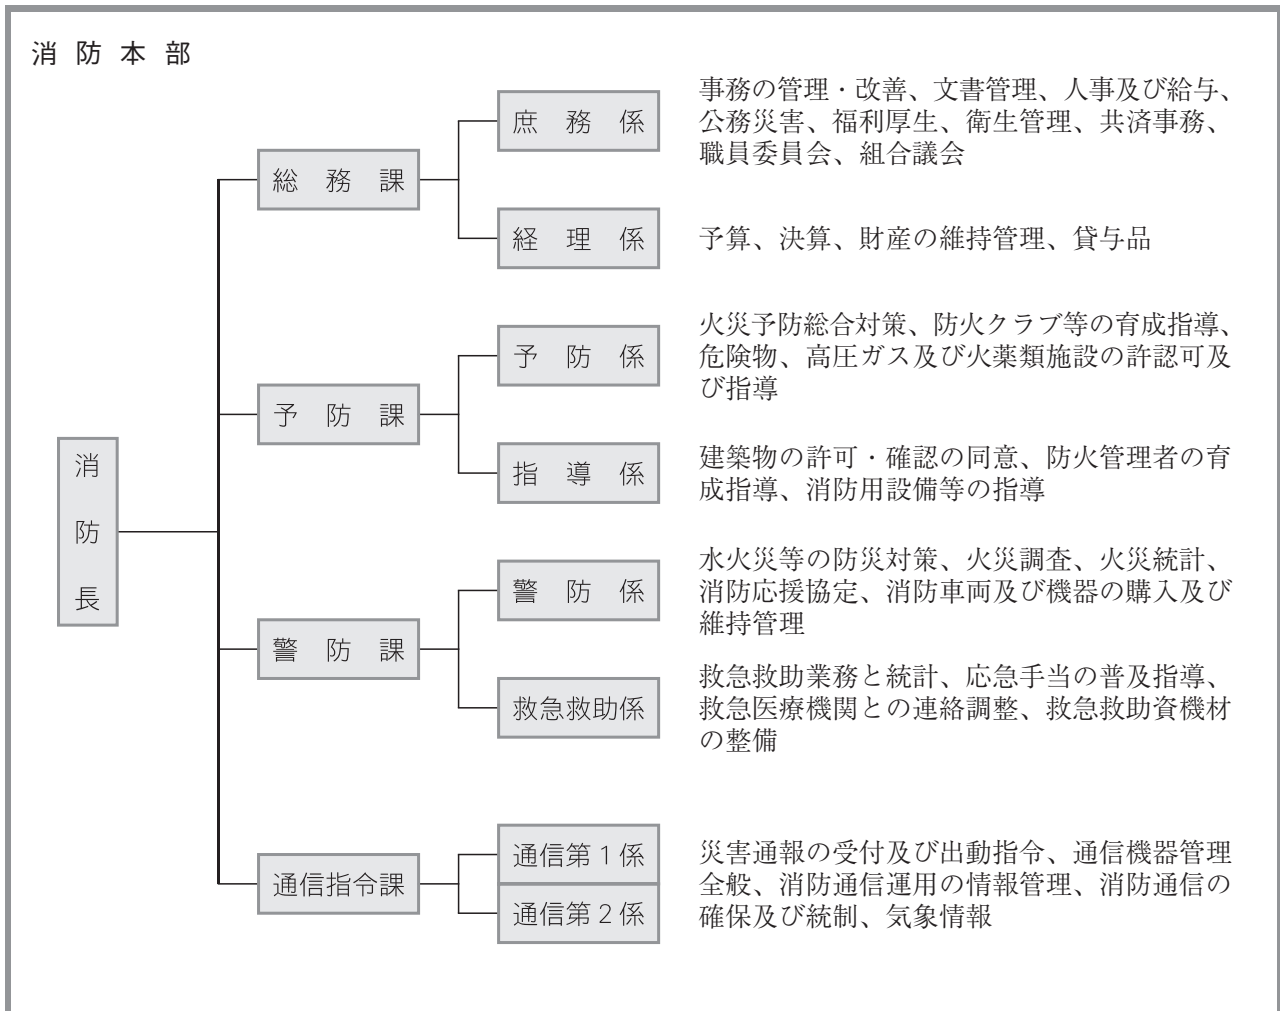 消防本部
消防長
総務課
庶務係
事務の管理・改善、文書管理、人事及び給与、
公務災害、福利厚生、衛生管理、共済事務、
職員委員会、組合議会
経理係
予算、決算、財産の維持管理、貸与品
予防課
予防係
火災予防総合対策、防火クラブ等の育成指導、
危険物、高圧ガス及び火薬類施設の許認可及
び指導
指導係
建築物の許可・確認の同意、防火管理者の育
成指導、消防用設備等の指導
警防課
警防係
水火災等の防災対策、火災調査、火災統計、
消防応援協定、消防車両及び機器の購入及び
維持管理
救急救助係
救急救助業務と統計、応急手当の普及指導、
救急医療機関との連絡調整、救急救助資機材
の整備
通信指令課
通信第1係
通信第2係
災害通報の受付及び出動指令、通信機器管理
全般、消防通信運用の情報管理、消防通信の
確保及び統制、気象情報